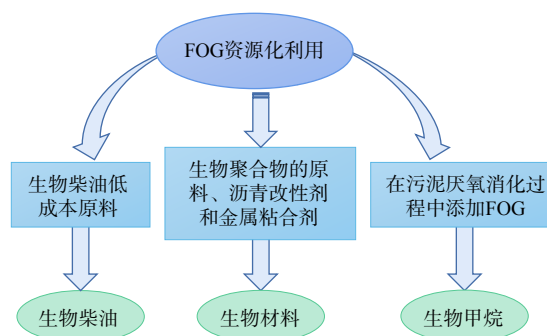 FOG资源化利用
生物柴油低
成本原料
生物聚合物的原
料、沥青改性剂
和金属粘合剂
在污泥厌氧消化过
程中添加FOG
生物柴油
生物材料
生物甲烷